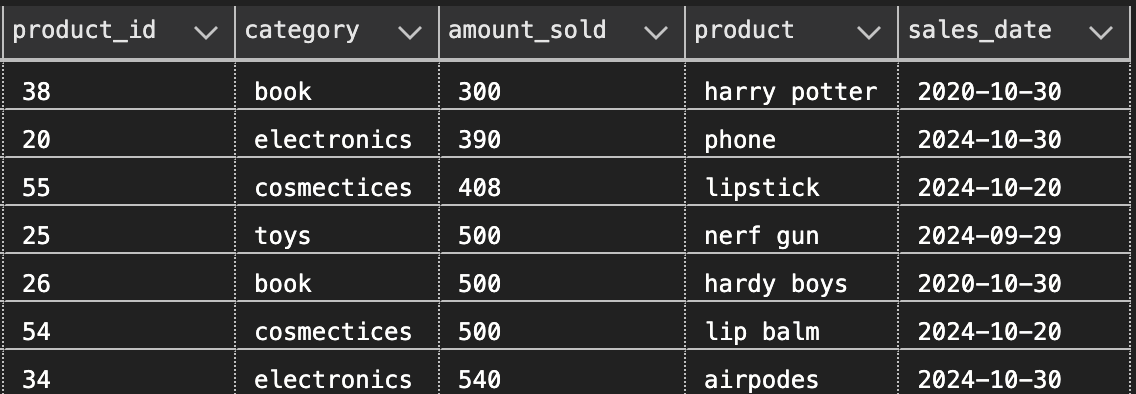 product_id category amount_sold product sales_date
38 book 300 harry potter 2020-10-30
20 electronics 390 phone 2024-10-30
55 cosmectices 408 lipstick 2024-10-20
25 toys 500 nerf gun 2024-09-29
26 book 500 hardy boys 2020-10-30
54 cosmectices 500 lip balm 2024-10-20
34 electronics 540 airpodes 2024-10-30